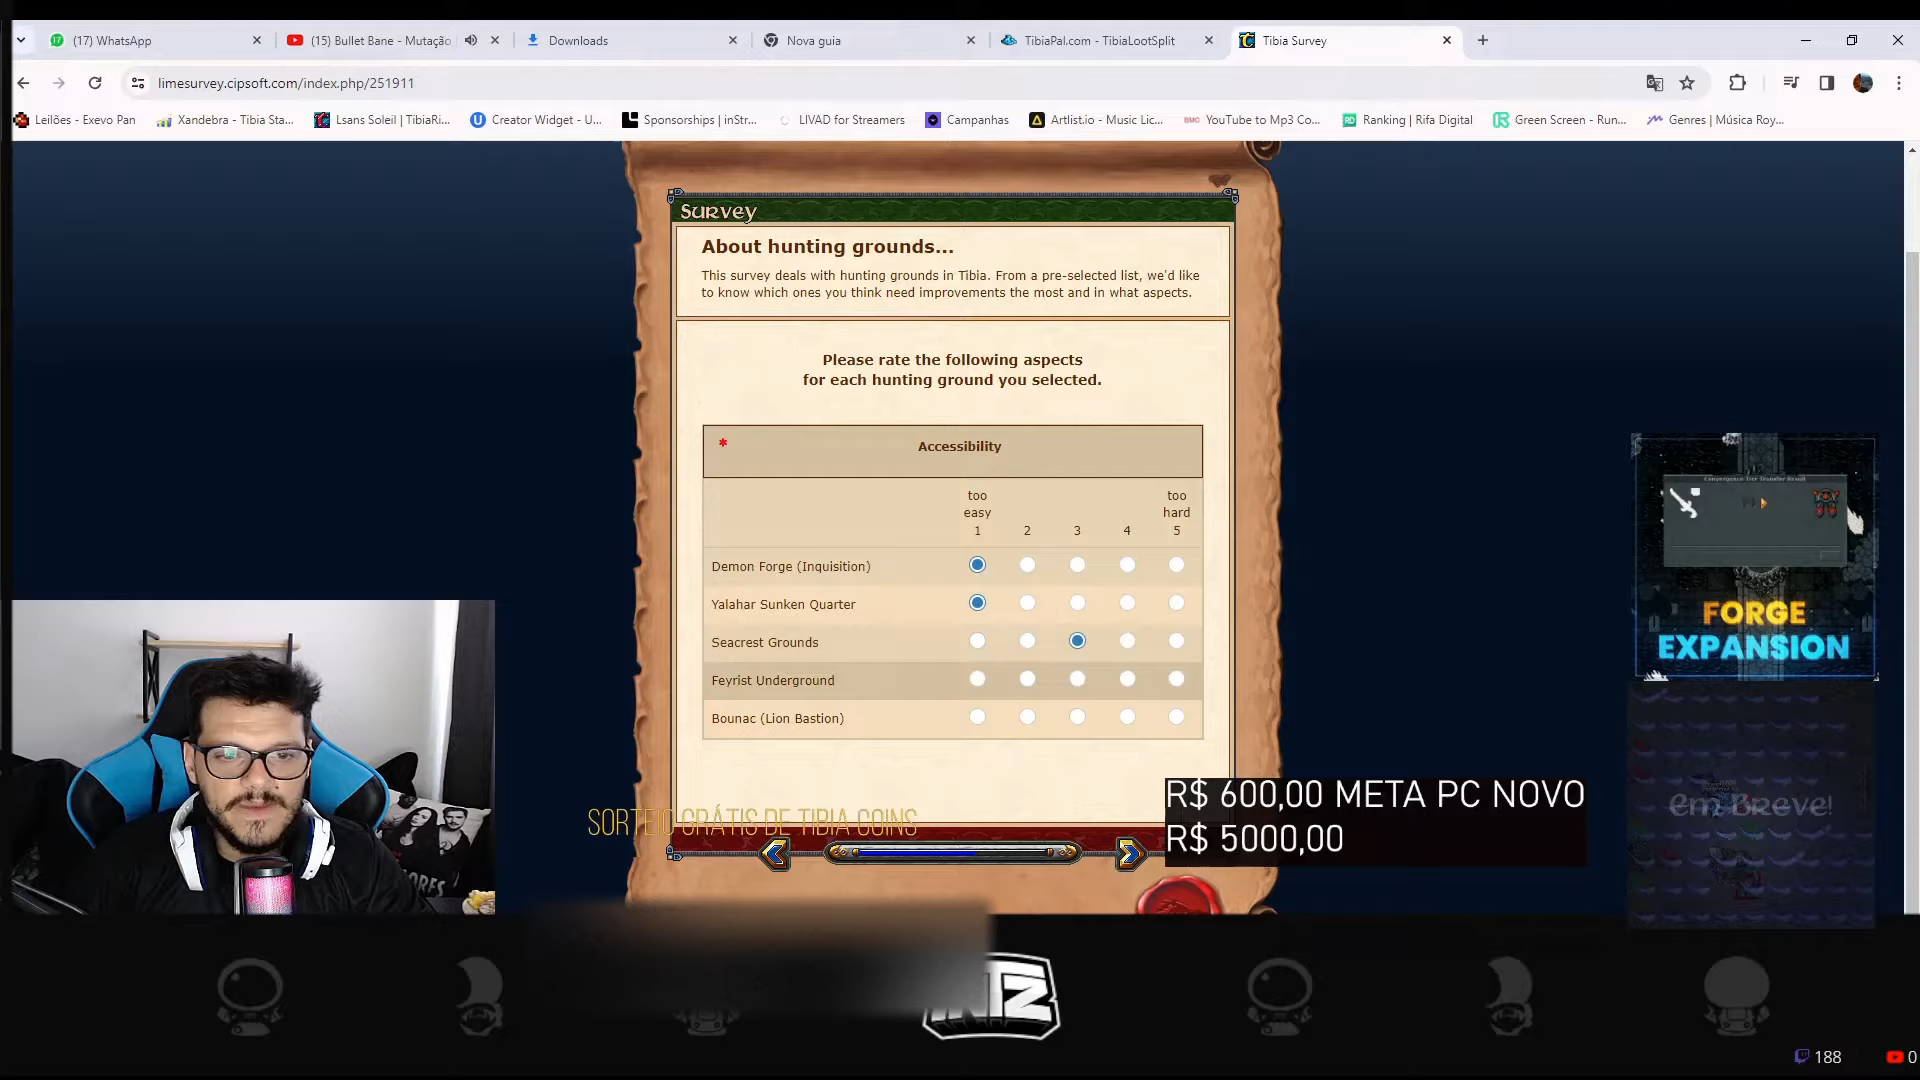 (17) WhatsApp
(15) Bullet Bane - Mutação
Downloads
Nova guia
TibiaPal.com - TibiaLootSplit
Tibia Survey
limesurvey.cipsoft.com/index.php/251911
Leilões - Exevo Pan
Xandebra - Tibia Sta...
Lsans Soleil | TibiaRi...
Creator Widget - U...
Sponsorships | inStr...
LIVAD for Streamers
Campanhas
Artlist.io - Music Lic...
BMC
YouTube to Mp3 Co...
Ranking | Rifa Digital
Green Screen - Run...
Genres | Música Roy...
Survey
About hunting grounds...
This survey deals with hunting grounds in Tibia. From a pre-selected list, we'd like
to know which ones you think need improvements the most and in what aspects.
Please rate the following aspects
for each hunting ground you selected.
* Accessibility
too easy 1
2
3
4
too hard 5
Demon Forge (Inquisition)
Yalahar Sunken Quarter
Seacrest Grounds
Feyrist Underground
Bounac (Lion Bastion)
Convergence Tier Transfer Result
FORGE
EXPANSION
Em Breve!
SORTEIO GRÁTIS DE TIBIA COINS
R$ 600,00 META PC NOVO
R$ 5000,00
188
0